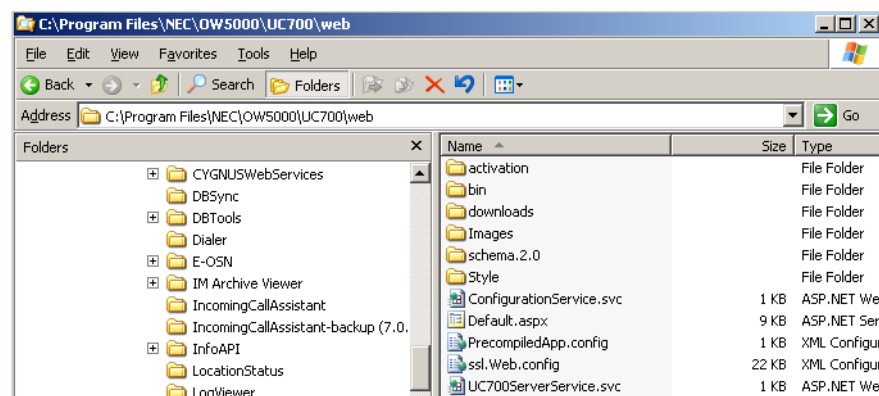 C:\Program Files\NEC\OW5000\UC700\web
File Edit View Favorites Tools Help
Back Search Folders
Address C:\Program Files\NEC\OW5000\UC700\web Go
Folders
CYGNUSWebServices
DBSync
DBTools
Dialer
E-OSN
IM Archive Viewer
IncomingCallAssistant
IncomingCallAssistant-backup (7.0.
InfoAPI
LocationStatus
LogViewer
Name Size Type
activation File Folder
bin File Folder
downloads File Folder
Images File Folder
schema.2.0 File Folder
Style File Folder
ConfigurationService.svc 1 KB ASP.NET We
Default.aspx 9 KB ASP.NET Ser
PrecompiledApp.config 1 KB XML Configu
ssl.Web.config 22 KB XML Configu
UC700ServerService.svc 1 KB ASP.NET We